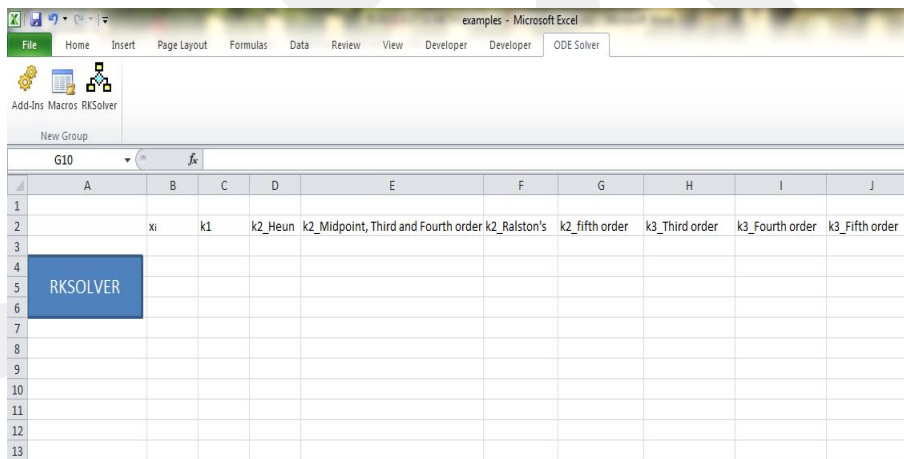 examples - Microsoft Excel
File Home Insert Page Layout Formulas Data Review View Developer Developer ODE Solver
Add-Ins Macros RKSolver
New Group
G10 fx
A B C D E F G H I J
1
2 xi k1 k2_Heun k2_Midpoint, Third and Fourth order k2_Ralston's k2_fifth order k3_Third order k3_Fourth order k3_Fifth order
3
4
5 RKSOLVER
6
7
8
9
10
11
12
13